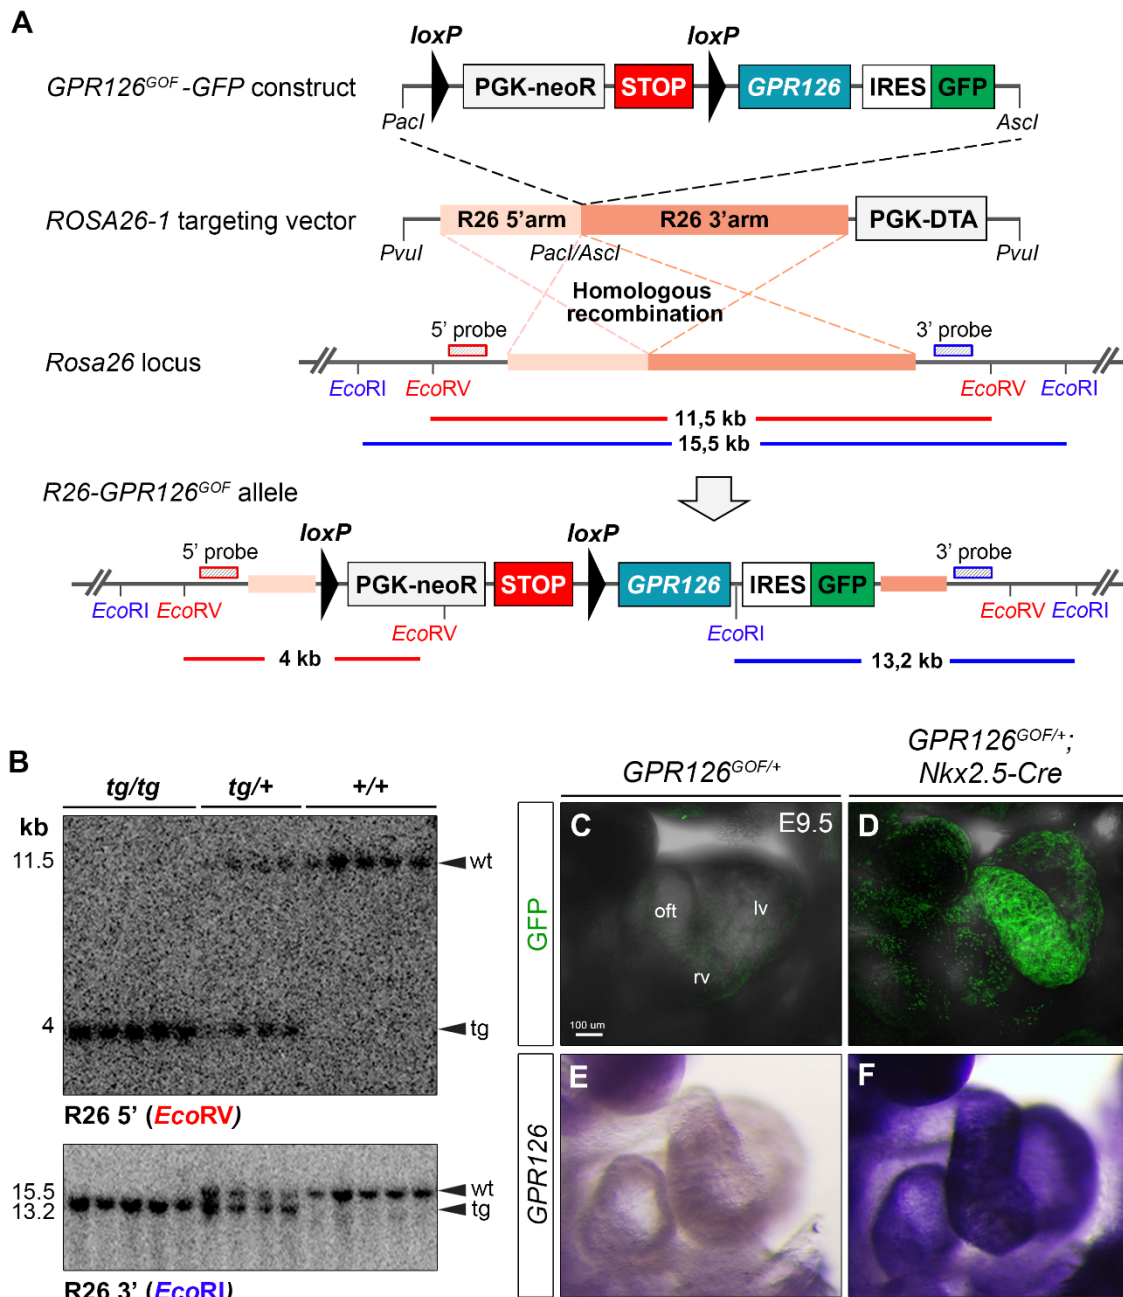 A
loxP loxP
GPR126GOF-GFP construct
PGK-neoR STOP GPR126 IRES GFP
PacI AscI
ROSA26-1 targeting vector
R26 5'arm R26 3'arm PGK-DTA
PvuI PacI/AscI PvuI
Homologous
recombination
5' probe 3' probe
Rosa26 locus
EcoRI EcoRV EcoRV EcoRI
11,5 kb
15,5 kb
R26-GPR126GOF allele
loxP loxP
5' probe 3' probe
PGK-neoR STOP GPR126 IRES GFP
EcoRI EcoRV EcoRV EcoRI EcoRV EcoRI
4 kb 13,2 kb
B
tg/tg tg/+ +/+
kb
11.5 wt
4 tg
R26 5' (EcoRV)
15.5 wt
13.2 tg
R26 3' (EcoRI)
GPR126GOF/+
GPR126GOF/+;
Nkx2.5-Cre
GFP
C E9.5
oft lv
rv
100 um
D
GPR126
E
F